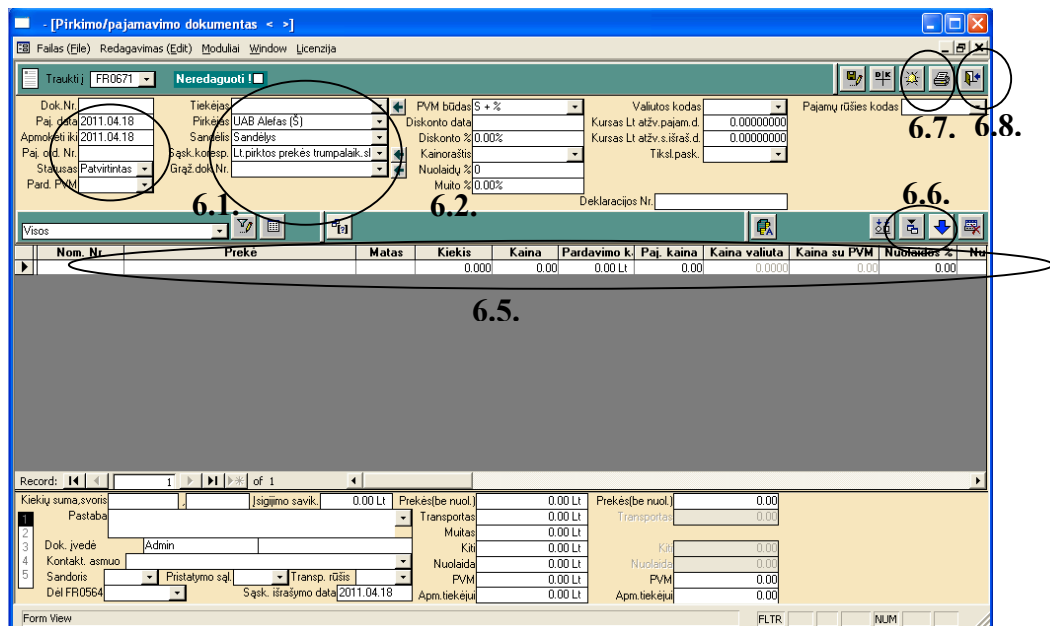 - [Pirkimo/pajamavimo dokumentas < >]
Failas (File) Redagavimas (Edit) Moduliai Window Licenzija
Traukti į FR0671 Neredaguoti !
Dok.Nr. Tiekėjas PVM būdas S + % Valiutos kodas Pajamų rūšies kodas
Paj. data 2011.04.18 Pirkėjas UAB Alefas (Š) Diskonto data Kursas Lt atžv.pajam.d. 0.00000000
6.7. 6.8.
Apmokėti iki 2011.04.18 Sandėlis Sandėlys Diskonto % 0.00% Kursas Lt atžv.s.išraš.d. 0.00000000
Paj. ord. Nr. Sąsk.koresp. Lt.pirktos prekės trumpalaik.sl Kainoraštis Tiksl.pask.
Statusas Patvirtintas Grąž.dok.Nr. Nuolaidų % 0
Pard. PVM Muito % 0.00%
6.1. 6.2. Deklaracijos Nr. 6.6.
Visos
Nom. Nr. Prekė Matas Kiekis Kaina Pardavimo k. Paj. kaina Kaina valiuta Kaina su PVM Nuolaidos % Nu
0.000 0.00 0.00 Lt 0.00 0.0000 0.00 0.00
6.5.
Record: 1 of 1
Kiekių suma,svoris , Įsigijimo savik. 0.00 Lt Prekės(be nuol.) 0.00 Lt Prekės(be nuol.) 0.00
1 Pastaba Transportas 0.00 Lt Transportas 0.00
2 Muitas 0.00 Lt
3 Dok. įvedė Admin Kiti 0.00 Lt Kiti 0.00
4 Kontakt. asmuo Nuolaida 0.00 Lt Nuolaida 0.00
5 Sandoris Pristatymo sąl. Transp. rūšis PVM 0.00 Lt PVM 0.00
Dėl FR0564 Sąsk. išrašymo data 2011.04.18 Apm.tiekėjui 0.00 Lt Apm.tiekėjui 0.00
Form View FLTR NUM